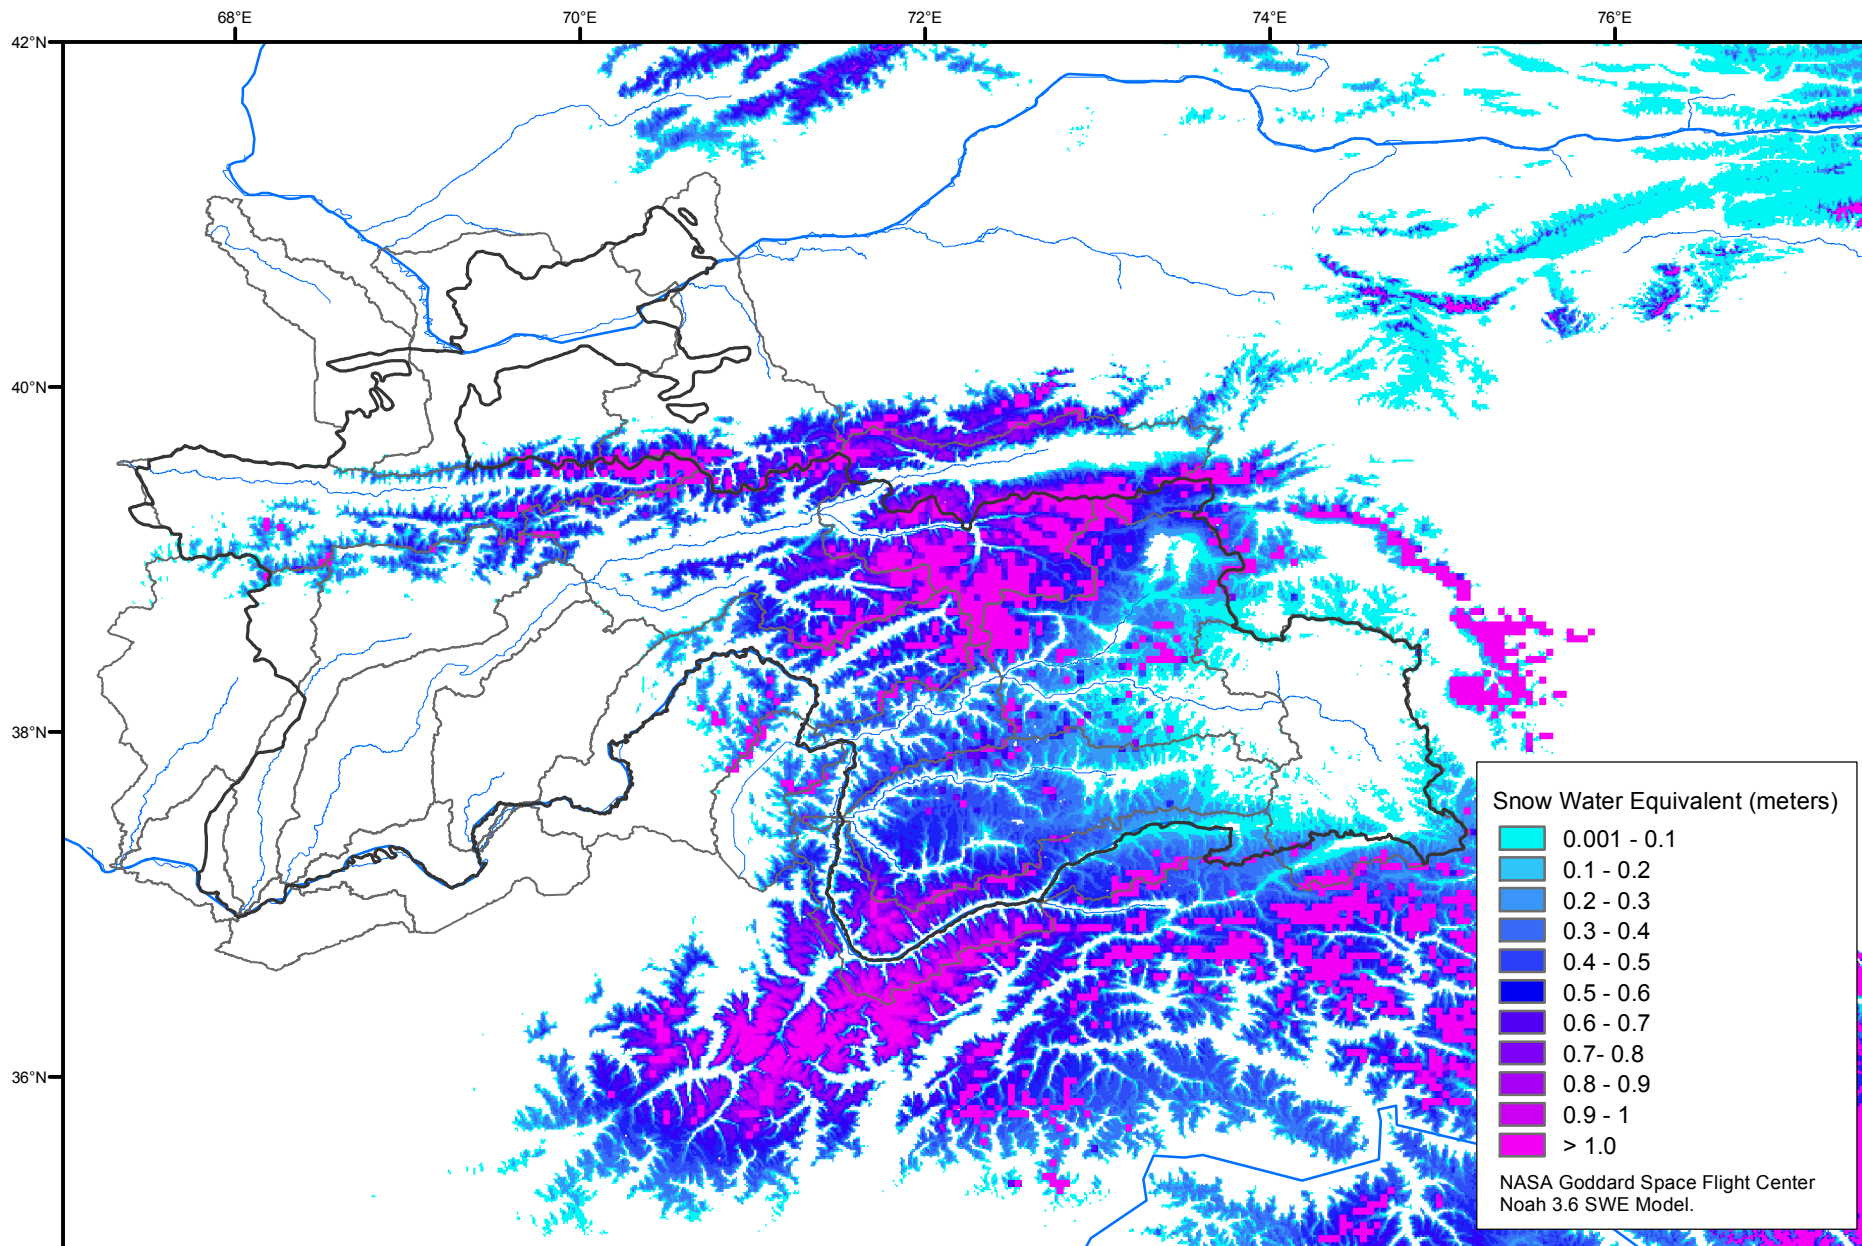 68°E
70°E
72°E
74°E
76°E
42°N
40°N
38°N
36°N
Snow Water Equivalent (meters)
0.001 - 0.1
0.1 - 0.2
0.2 - 0.3
0.3 - 0.4
0.4 - 0.5
0.5 - 0.6
0.6 - 0.7
0.7- 0.8
0.8 - 0.9
0.9 - 1
> 1.0
NASA Goddard Space Flight Center
Noah 3.6 SWE Model.